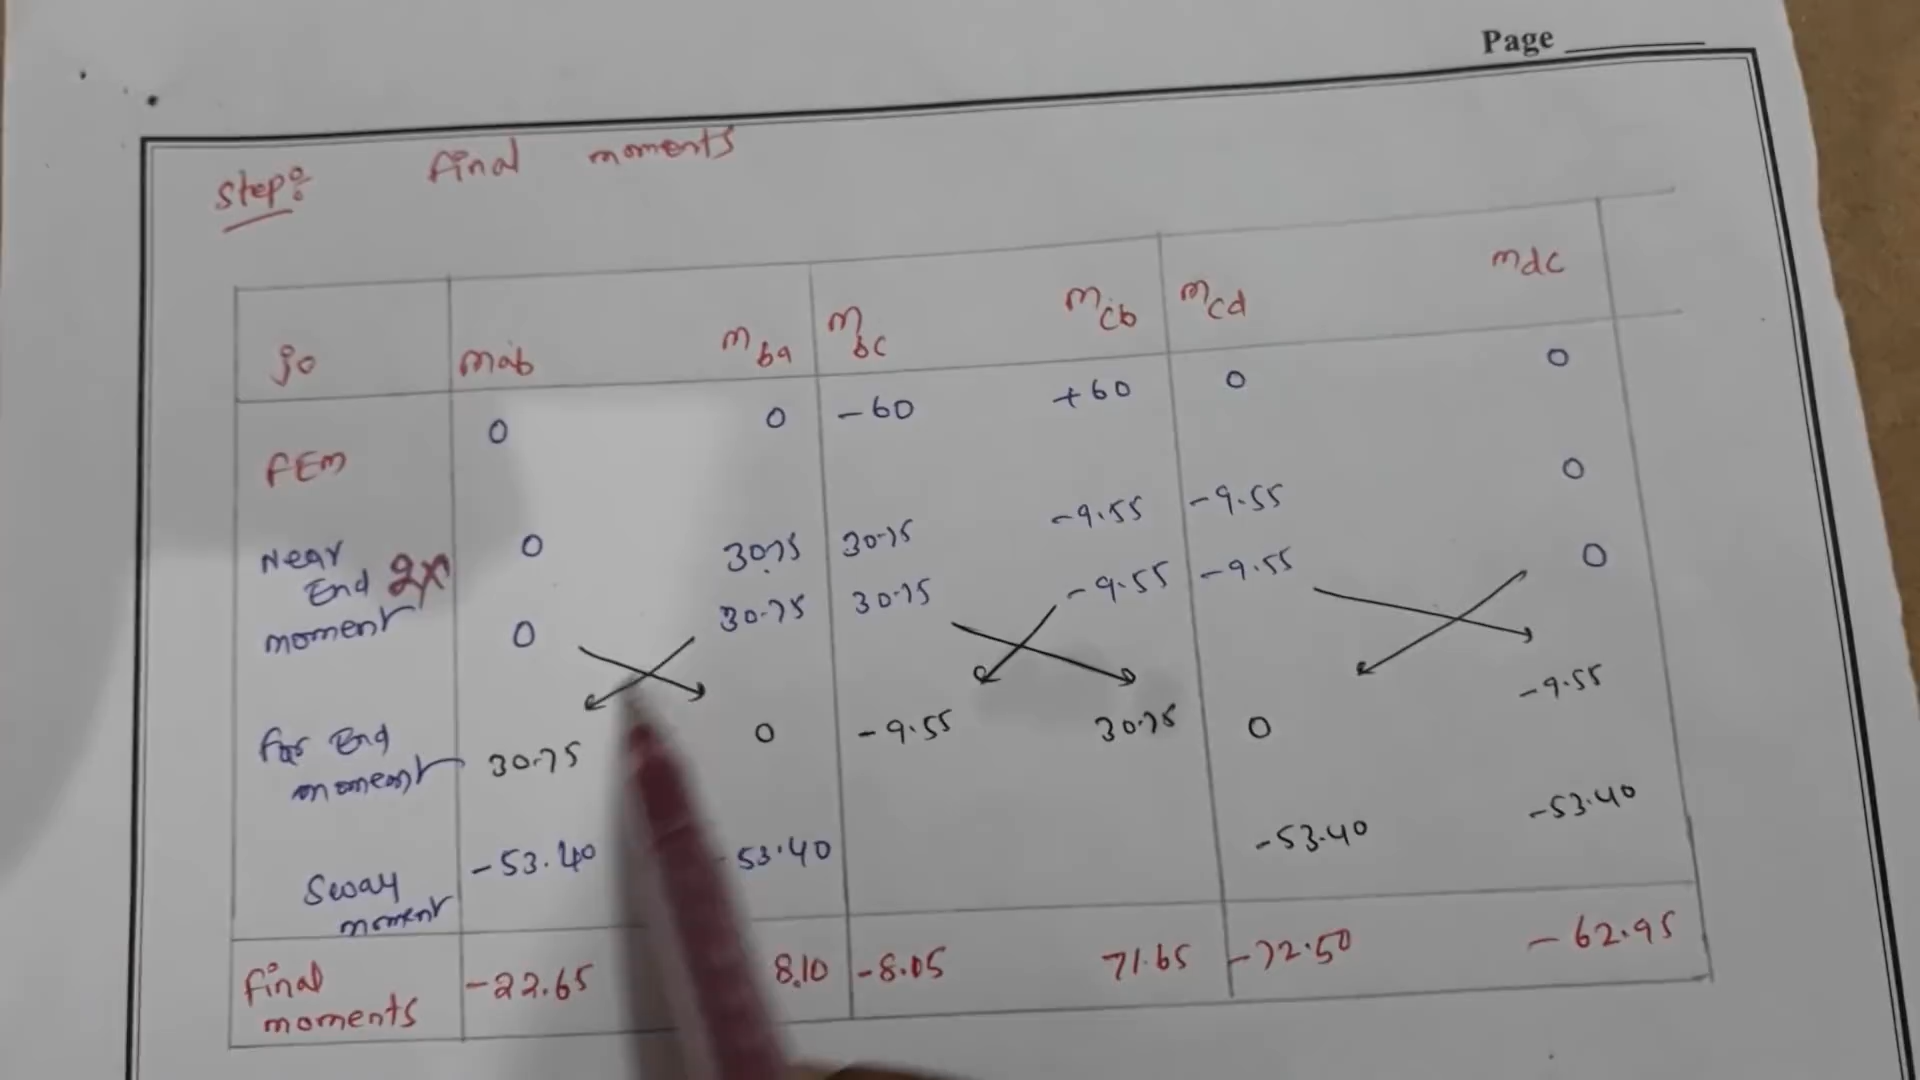 Page
Step: Final moments
Jo Mab Mba Mbc Mcb Mcd Mdc
FEM 0 0 -60 +60 0 0
Near End 0 30.75 30.75 -9.55 -9.55 0
moment 2x 0 30.75 30.75 -9.55 -9.55 0
Far End
moment 30.75 0 -9.55 30.75 0 -9.55
Sway
moment -53.40 -53.40 -53.40 -53.40
Final
moments -22.65 8.10 -8.05 71.65 -72.50 -62.95